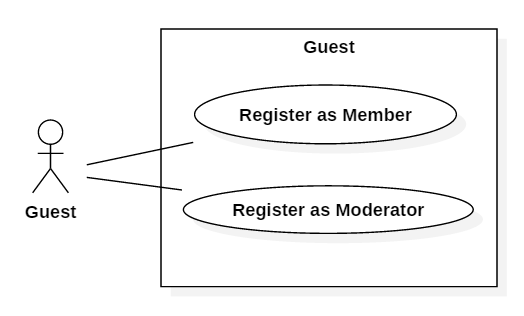 Guest
Register as Member
Guest
Register as Moderator